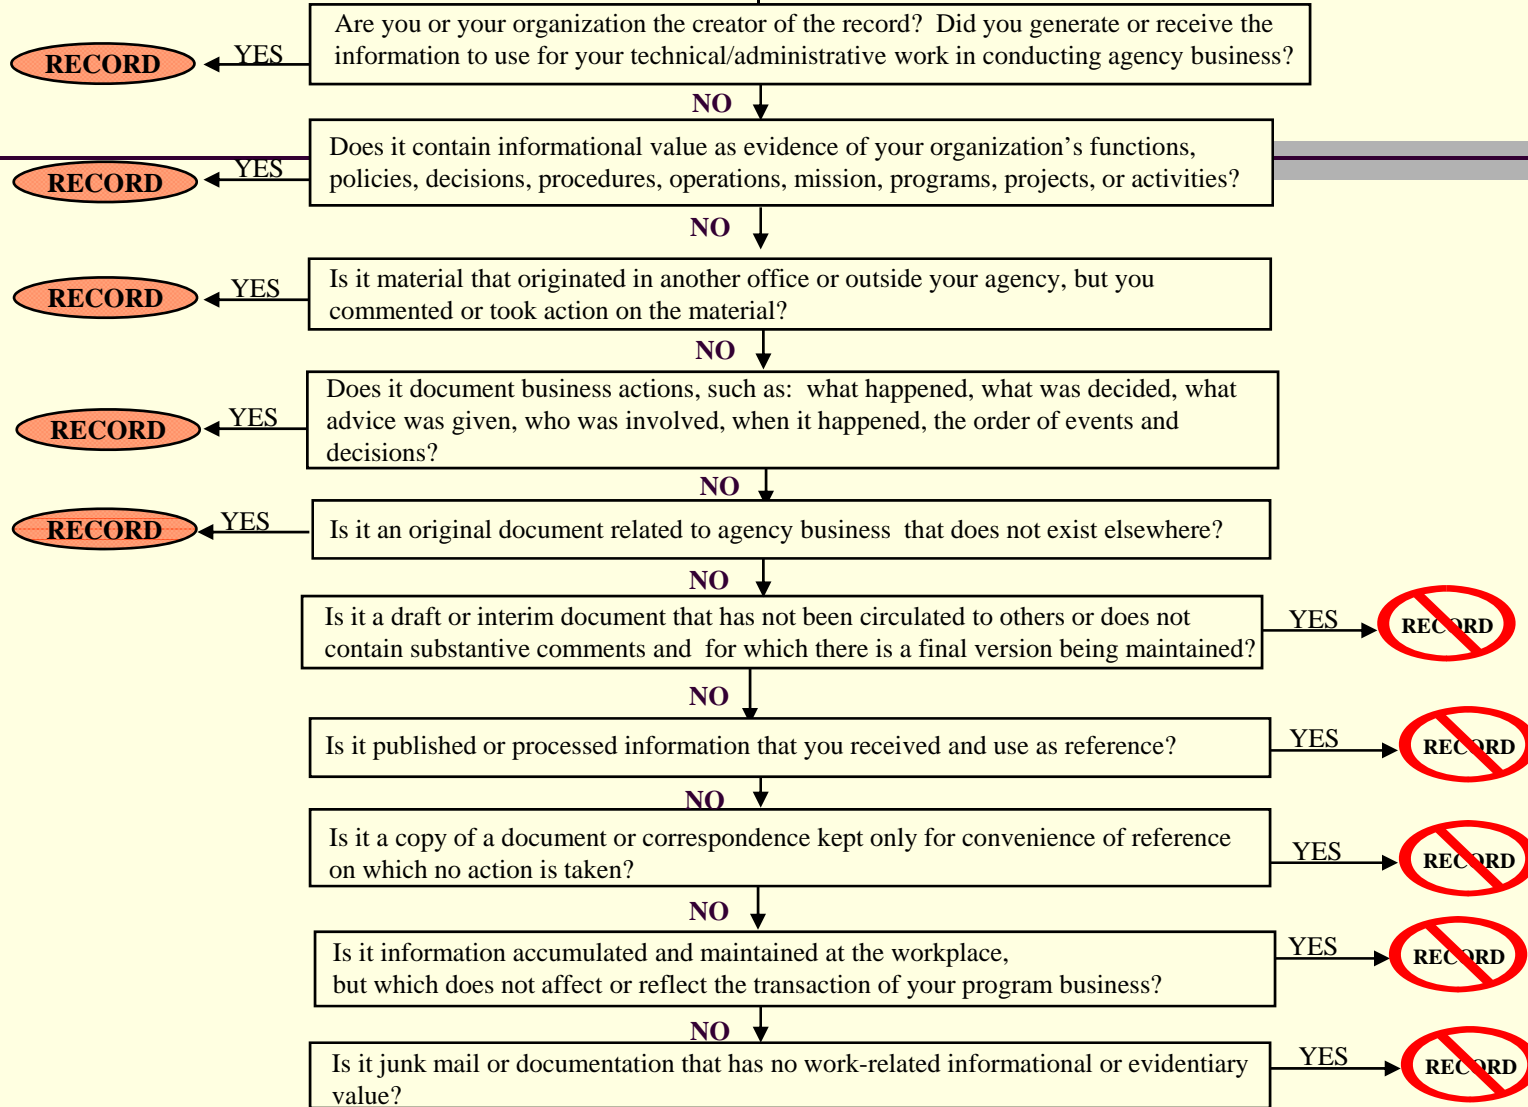 Are you or your organization the creator of the record? Did you generate or receive the
information to use for your technical/administrative work in conducting agency business?
YES
RECORD
NO
Does it contain informational value as evidence of your organization's functions,
policies, decisions, procedures, operations, mission, programs, projects, or activities?
YES
RECORD
NO
Is it material that originated in another office or outside your agency, but you
commented or took action on the material?
YES
RECORD
NO
Does it document business actions, such as: what happened, what was decided, what
advice was given, who was involved, when it happened, the order of events and
decisions?
YES
RECORD
NO
Is it an original document related to agency business that does not exist elsewhere?
YES
RECORD
NO
Is it a draft or interim document that has not been circulated to others or does not
contain substantive comments and for which there is a final version being maintained?
YES
RECORD
NO
Is it published or processed information that you received and use as reference?
YES
RECORD
NO
Is it a copy of a document or correspondence kept only for convenience of reference
on which no action is taken?
YES
RECORD
NO
Is it information accumulated and maintained at the workplace,
but which does not affect or reflect the transaction of your program business?
YES
RECORD
NO
Is it junk mail or documentation that has no work-related informational or evidentiary
value?
YES
RECORD